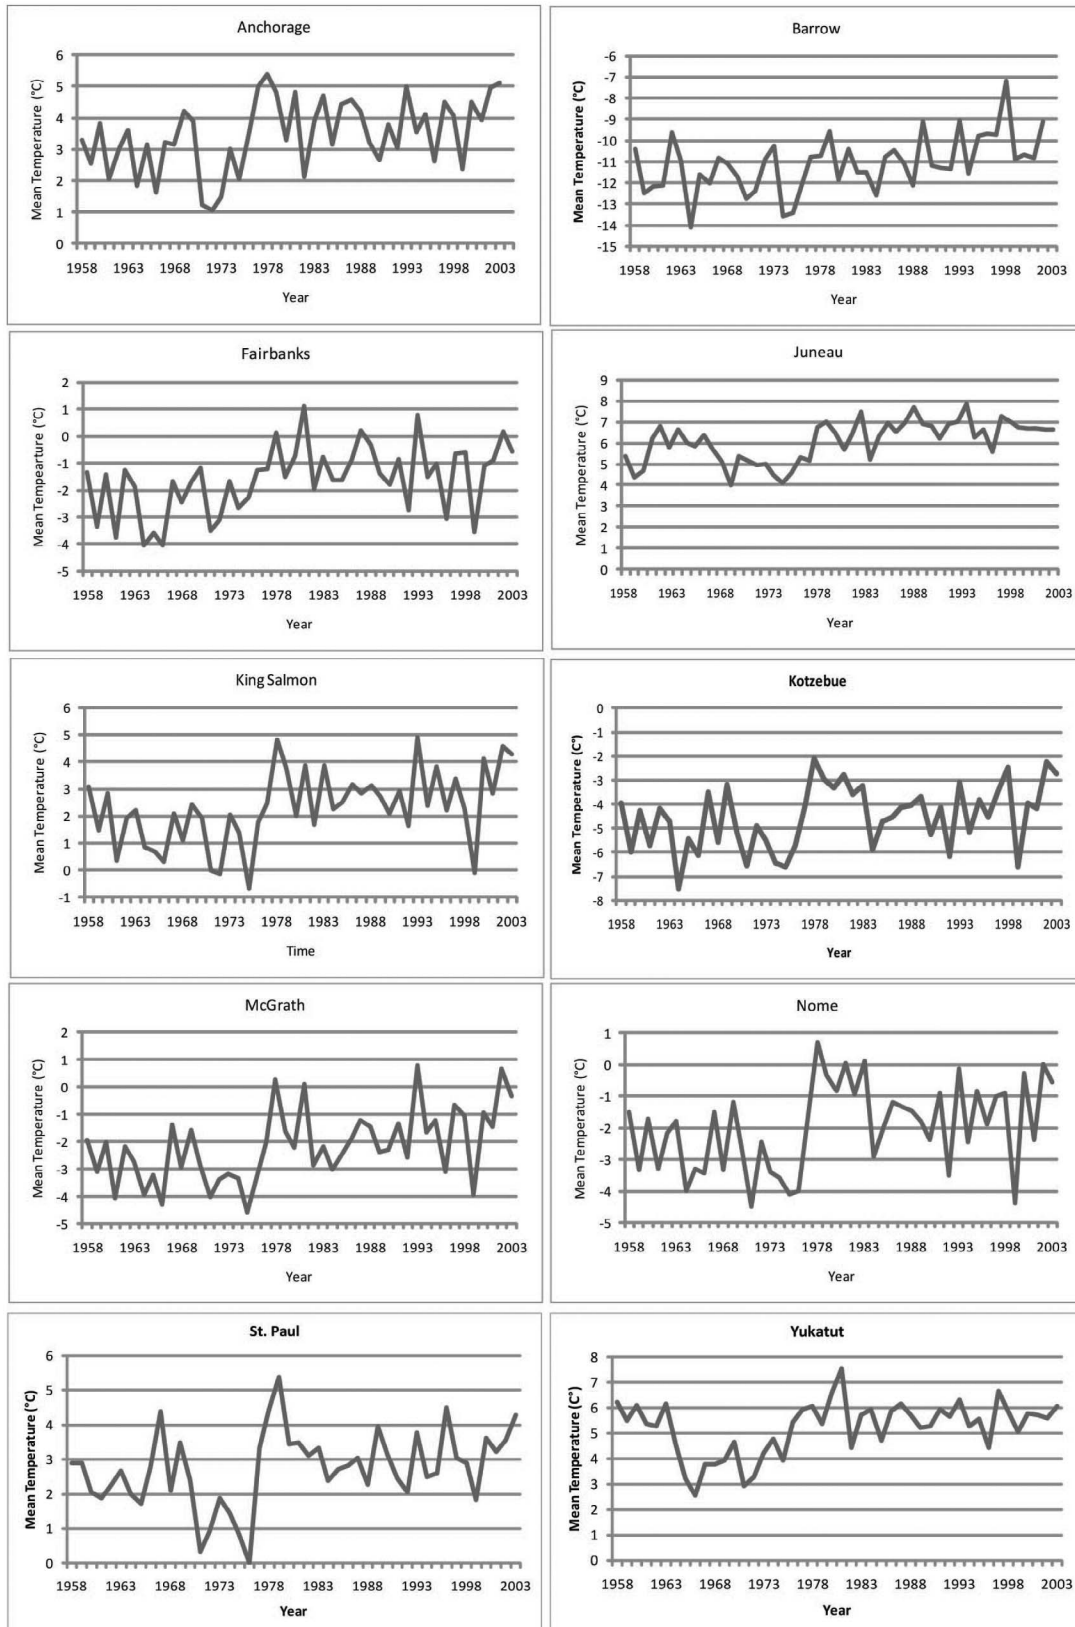 Anchorage
Mean Temperature (°C)
6
5
4
3
2
1
0
1958 1963 1968 1973 1978 1983 1988 1993 1998 2003
Year
Barrow
Mean Temperature (°C)
-6
-7
-8
-9
-10
-11
-12
-13
-14
-15
1958 1963 1968 1973 1978 1983 1988 1993 1998 2003
Year
Fairbanks
Mean Tempearture (°C)
2
1
0
-1
-2
-3
-4
-5
1958 1963 1968 1973 1978 1983 1988 1993 1998 2003
Year
Juneau
Mean Temperature (°C)
9
8
7
6
5
4
3
2
1
0
1958 1963 1968 1973 1978 1983 1988 1993 1998 2003
Year
King Salmon
Mean Temperature (°C)
6
5
4
3
2
1
0
-1
1958 1963 1968 1973 1978 1983 1988 1993 1998 2003
Time
Kotzebue
Mean Temperature (C°)
0
-1
-2
-3
-4
-5
-6
-7
-8
1958 1963 1968 1973 1978 1983 1988 1993 1998 2003
Year
McGrath
Mean Temperature (°C)
2
1
0
-1
-2
-3
-4
-5
1958 1963 1968 1973 1978 1983 1988 1993 1998 2003
Year
Nome
Mean Temperature (°C)
1
0
-1
-2
-3
-4
-5
1958 1963 1968 1973 1978 1983 1988 1993 1998 2003
Year
St. Paul
Mean Temperature (°C)
6
5
4
3
2
1
0
1958 1963 1968 1973 1978 1983 1988 1993 1998 2003
Year
Yukatut
Mean Temperature (C°)
8
7
6
5
4
3
2
1
0
1958 1963 1968 1973 1978 1983 1988 1993 1998 2003
Year